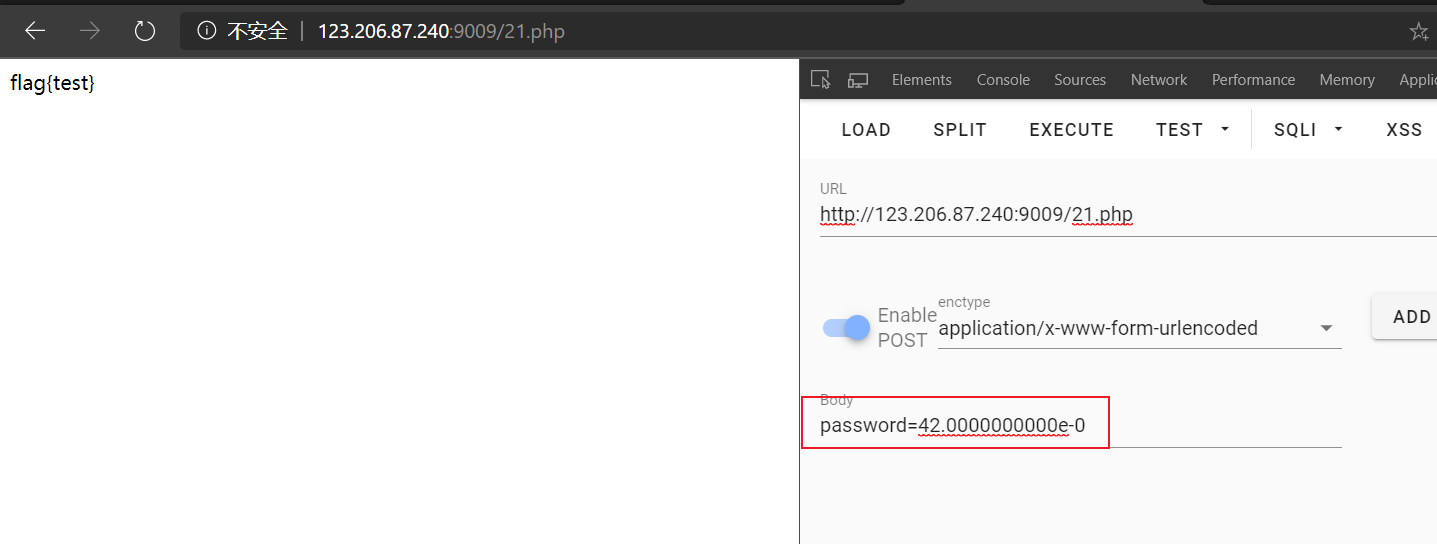 不安全 | 123.206.87.240:9009/21.php
flag{test}
Elements Console Sources Network Performance Memory Applic
LOAD SPLIT EXECUTE TEST SQLI XSS
URL
http://123.206.87.240:9009/21.php
enctype
Enable POST
application/x-www-form-urlencoded
ADD
Body
password=42.0000000000e-0